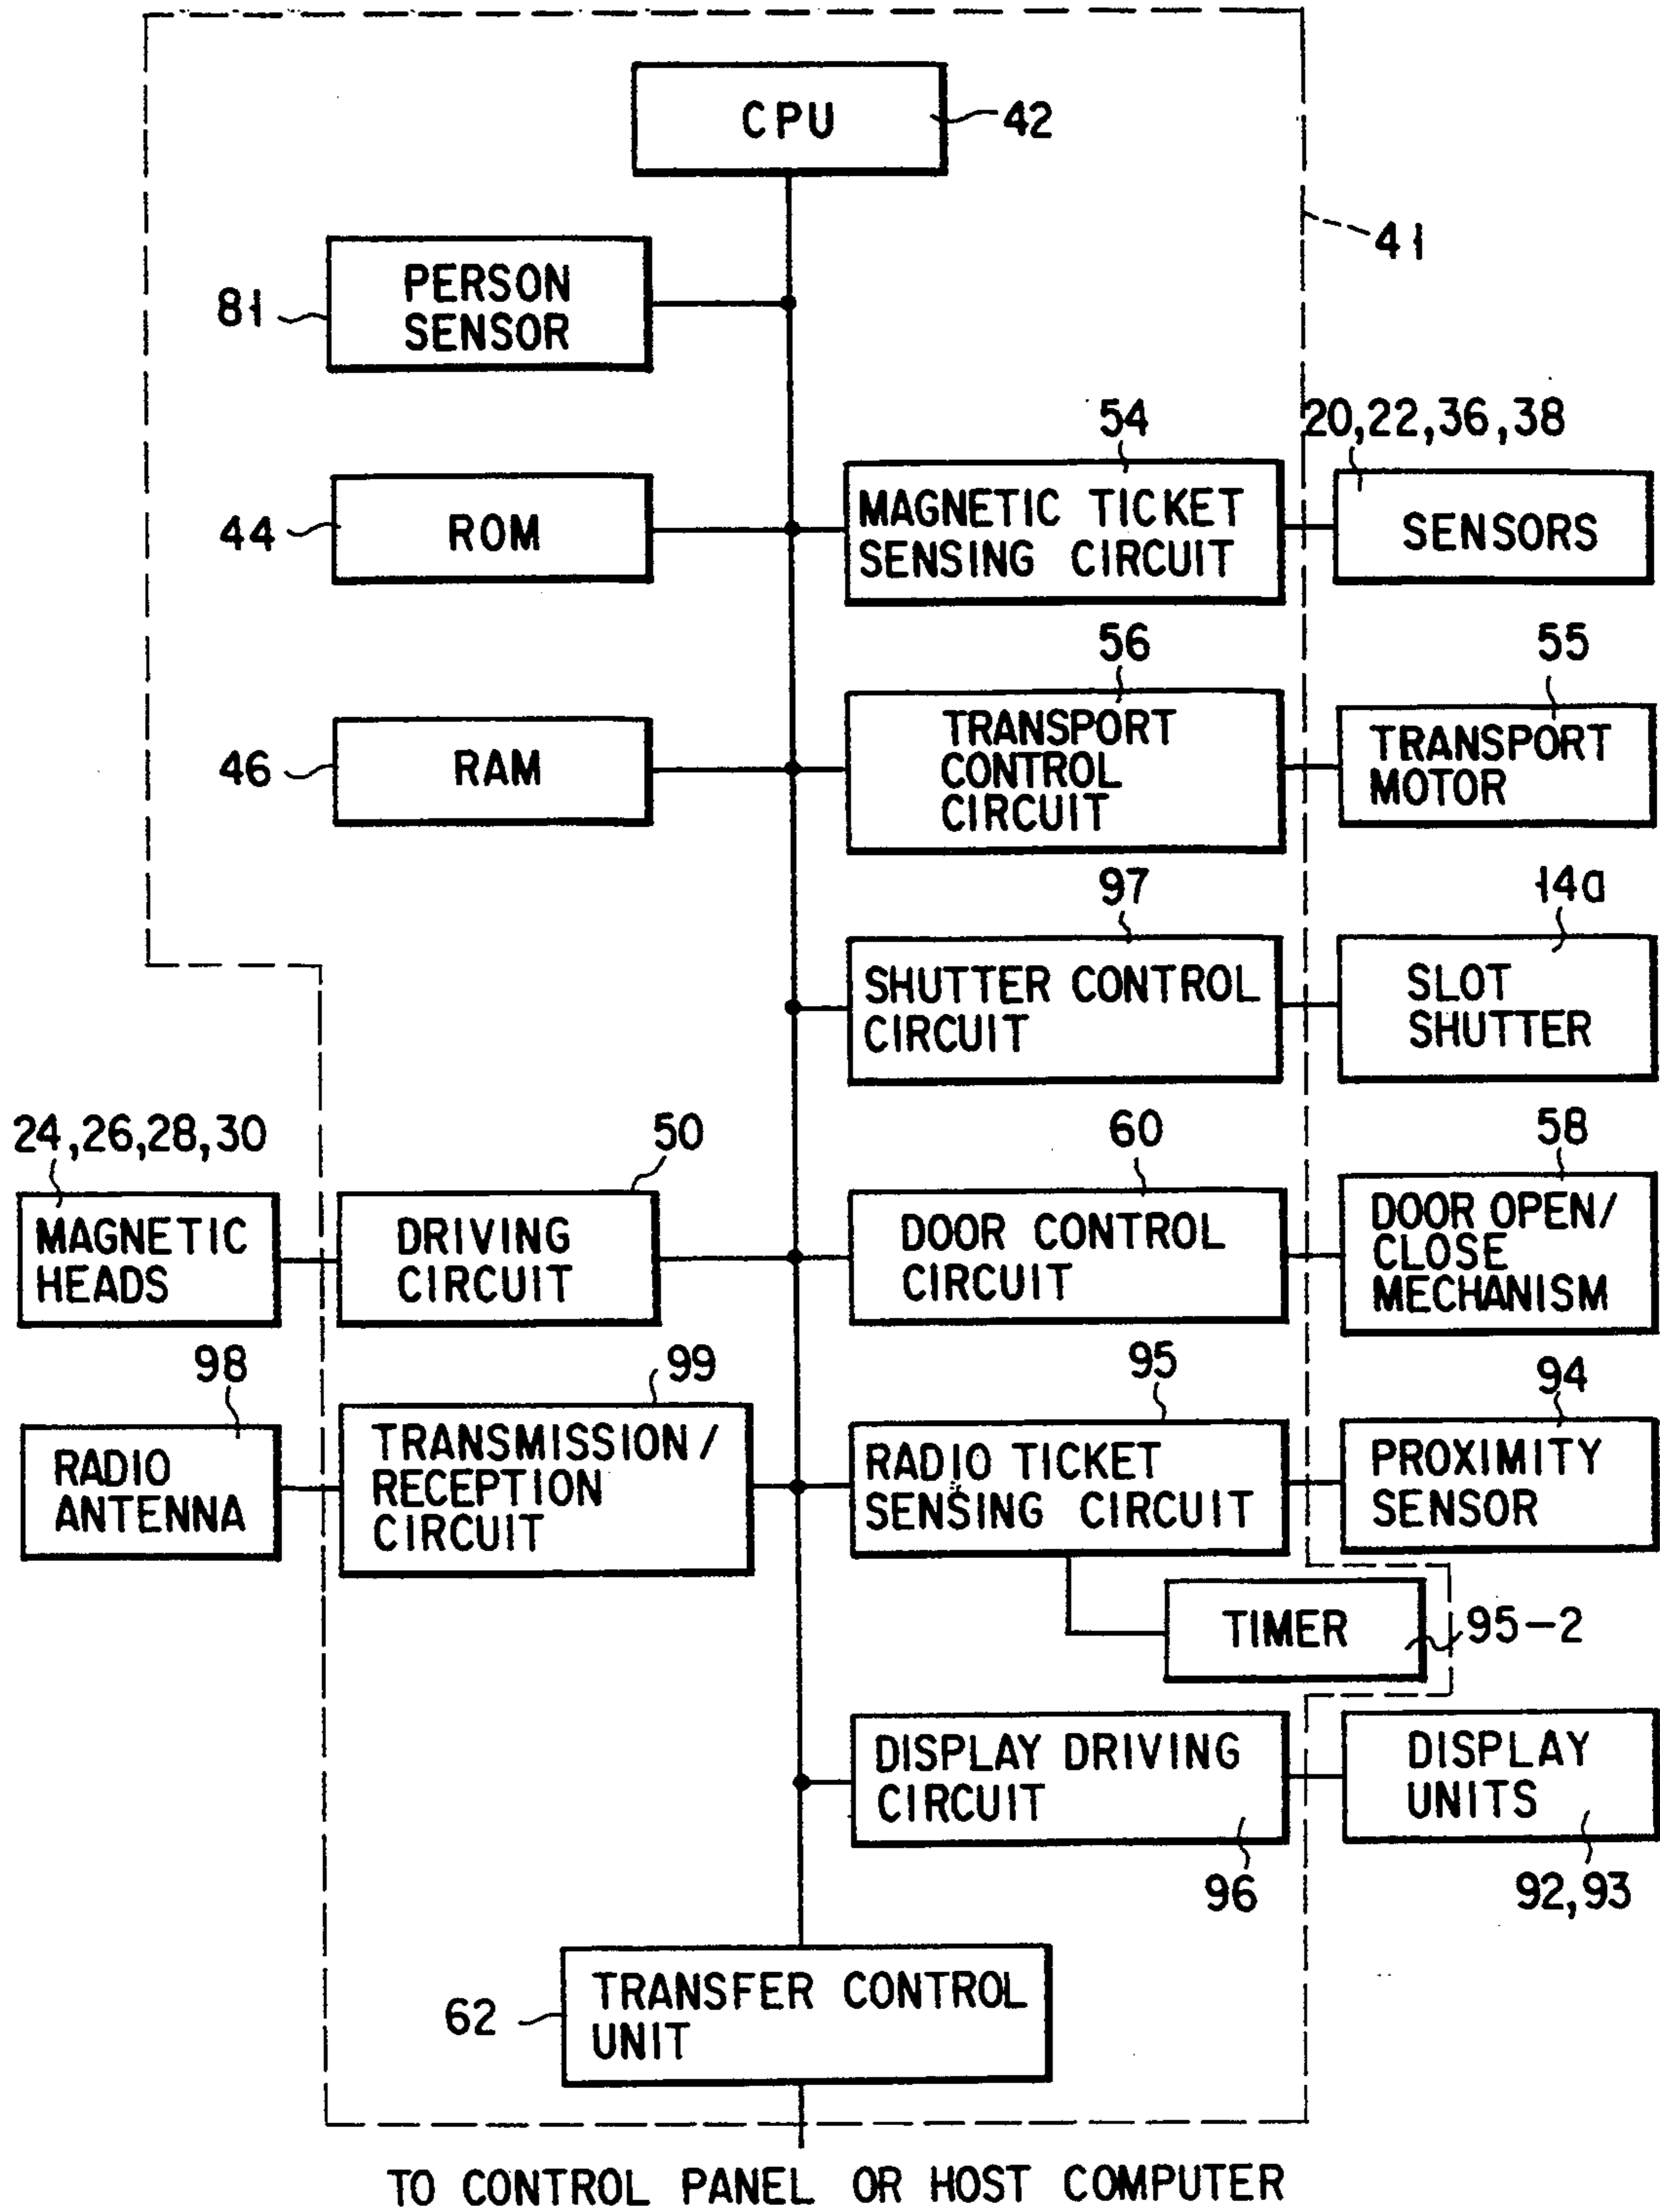 CPU
42
41
PERSON
SENSOR
81
54
20,22,36,38
ROM
44
MAGNETIC TICKET
SENSING CIRCUIT
SENSORS
56
55
RAM
46
TRANSPORT
CONTROL
CIRCUIT
TRANSPORT
MOTOR
97
14a
SHUTTER CONTROL
CIRCUIT
SLOT
SHUTTER
24,26,28,30
50
60
58
MAGNETIC
HEADS
DRIVING
CIRCUIT
DOOR CONTROL
CIRCUIT
DOOR OPEN/
CLOSE
MECHANISM
98
99
95
94
RADIO
ANTENNA
TRANSMISSION/
RECEPTION
CIRCUIT
RADIO TICKET
SENSING CIRCUIT
PROXIMITY
SENSOR
TIMER
95-2
DISPLAY DRIVING
CIRCUIT
DISPLAY
UNITS
96
92,93
62
TRANSFER CONTROL
UNIT
TO CONTROL PANEL OR HOST COMPUTER